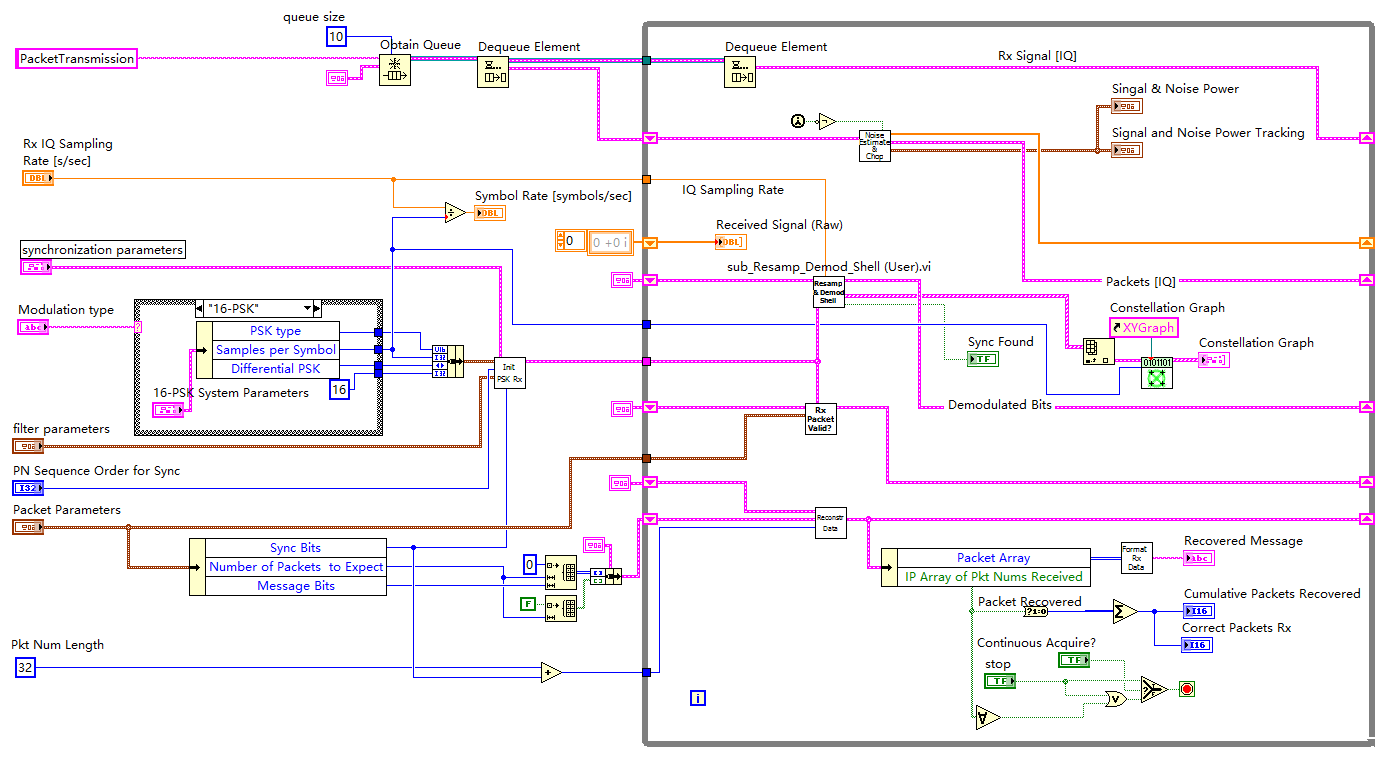 queue size
10
PacketTransmission
Obtain Queue
Dequeue Element
Dequeue Element
Rx Signal [IQ]
Singal & Noise Power
Signal and Noise Power Tracking
Noise
Estimate
&
Chop
Rx IQ Sampling
Rate [s/sec]
DBL
Symbol Rate [symbols/sec]
DBL
IQ Sampling Rate
Received Signal (Raw)
0
0 +0 i
DBL]
synchronization parameters
sub_Resamp_Demod_Shell (User).vi
Resamp
& Demod
Shell
Packets [IQ]
Modulation type
abc
"16-PSK"
?
PSK type
Samples per Symbol
Differential PSK
16
16-PSK System Parameters
I32
I32
Init
PSK Rx
Constellation Graph
XYGraph
Sync Found
TF
0101101
Constellation Graph
Demodulated Bits
filter parameters
Rx
Packet
Valid?
PN Sequence Order for Sync
I32
Packet Parameters
Reconstr
Data
Sync Bits
Number of Packets to Expect
Message Bits
0
F
Packet Array
IP Array of Pkt Nums Received
Format
Rx
Data
Recovered Message
abc
Packet Recovered
?1:0
Σ
Cumulative Packets Recovered
I16
Correct Packets Rx
I16
Pkt Num Length
32
Continuous Acquire?
TF
stop
TF
i